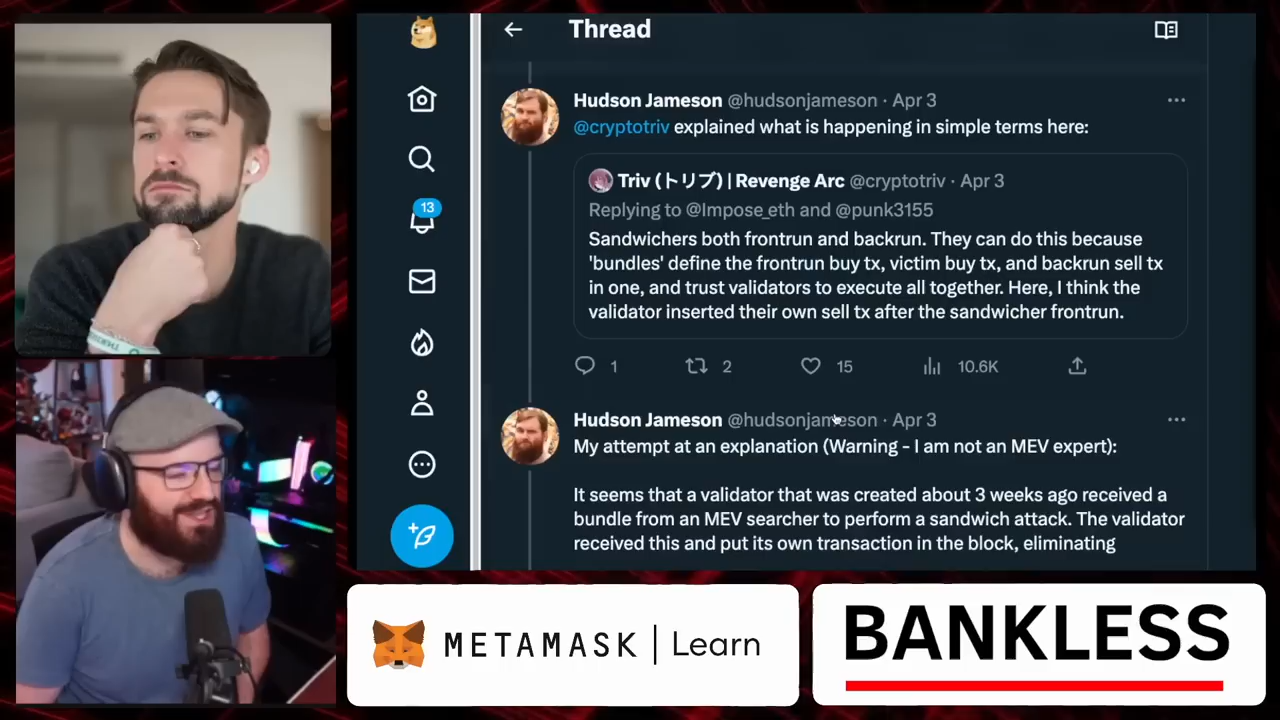 Thread
Hudson Jameson @hudsonjameson · Apr 3
@cryptotriv explained what is happening in simple terms here:
Triv (トリブ) | Revenge Arc @cryptotriv · Apr 3
Replying to @Impose_eth and @punk3155
Sandwichers both frontrun and backrun. They can do this because
'bundles' define the frontrun buy tx, victim buy tx, and backrun sell tx
in one, and trust validators to execute all together. Here, I think the
validator inserted their own sell tx after the sandwicher frontrun.
1 2 15 10.6K
13
Hudson Jameson @hudsonjameson · Apr 3
My attempt at an explanation (Warning - I am not an MEV expert):
It seems that a validator that was created about 3 weeks ago received a
bundle from an MEV searcher to perform a sandwich attack. The validator
received this and put its own transaction in the block, eliminating
METAMASK | Learn
BANKLESS